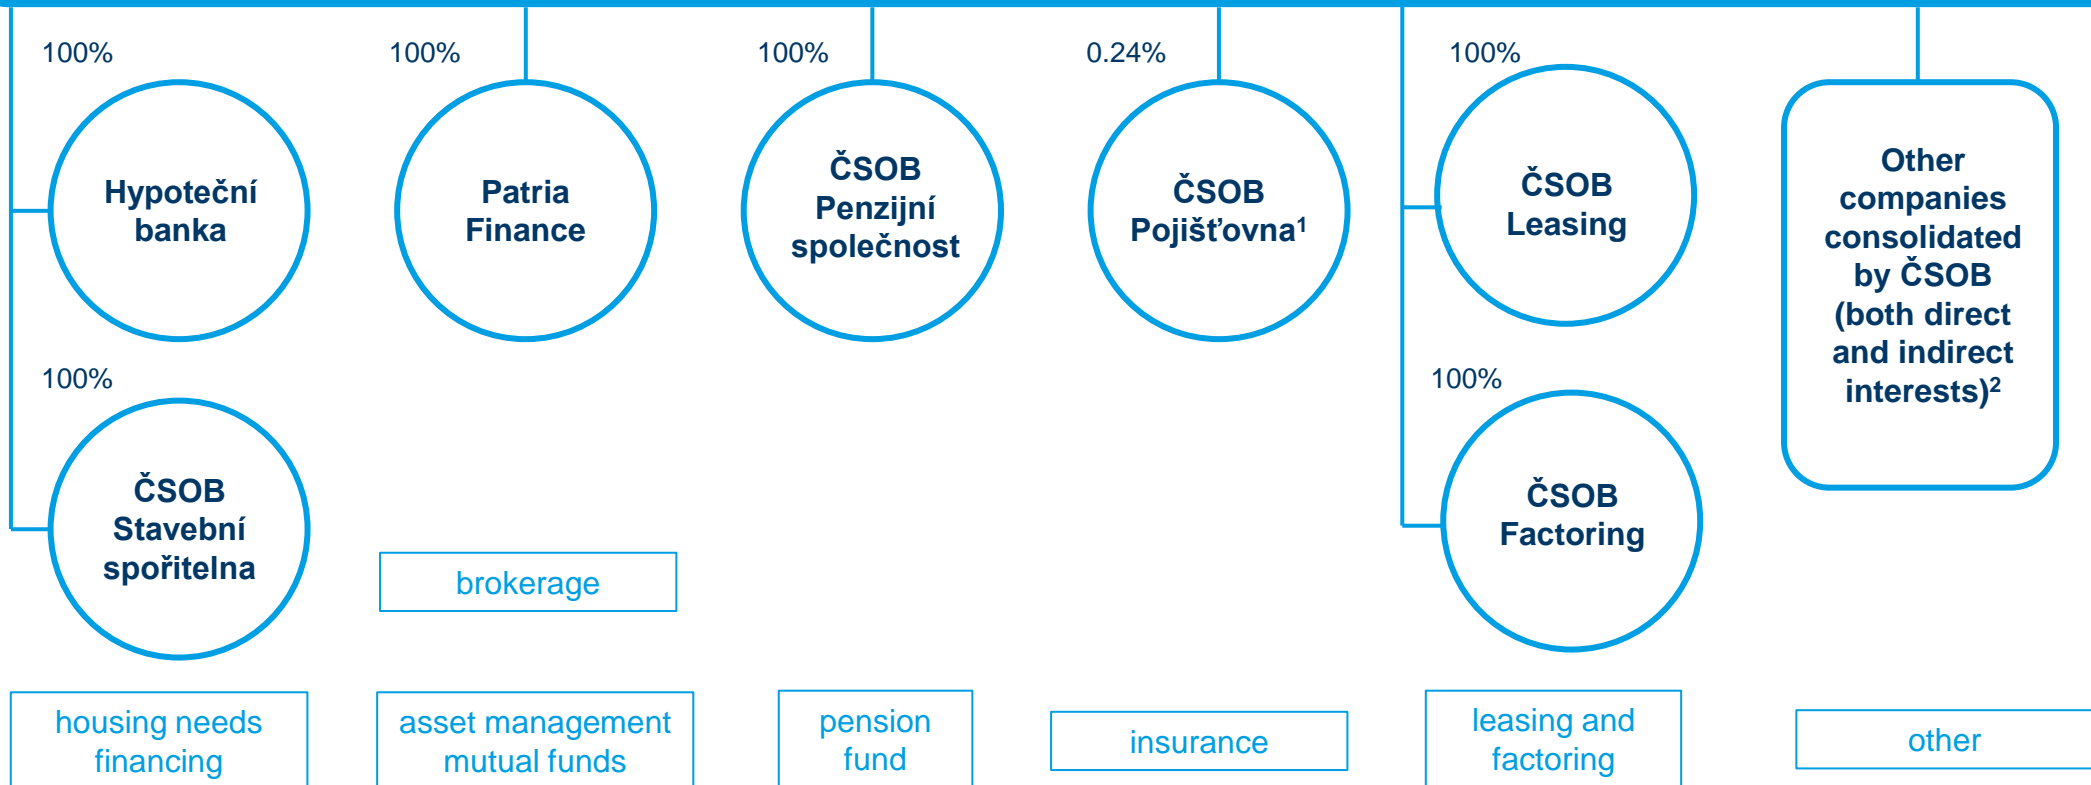 100%
100%
100%
0.24%
100%
Hypoteční
banka
Patria
Finance
ČSOB
Penzijní
společnost
ČSOB
Pojišťovna¹
ČSOB
Leasing
Other
companies
consolidated
by ČSOB
(both direct
and indirect
interests)²
100%
100%
ČSOB
Stavební
spořitelna
ČSOB
Factoring
brokerage
housing needs
financing
asset management
mutual funds
pension
fund
insurance
leasing and
factoring
other